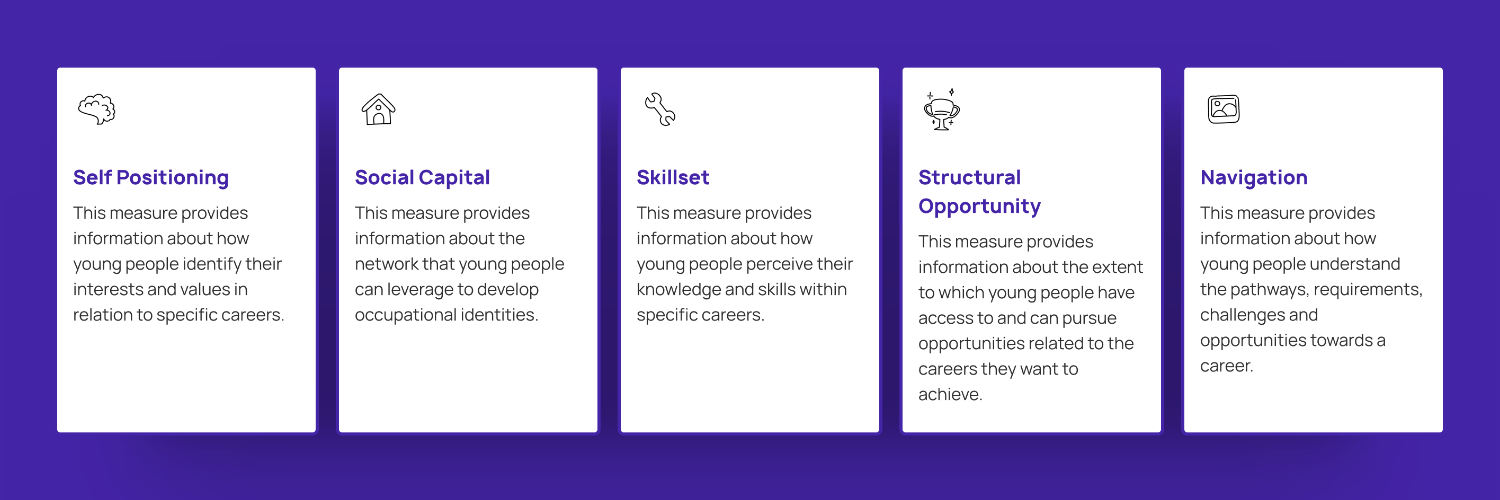 Self Positioning
This measure provides
information about how
young people identify their
interests and values in
relation to specific careers.
Social Capital
This measure provides
information about the
network that young people
can leverage to develop
occupational identities.
Skillset
This measure provides
information about how
young people perceive their
knowledge and skills within
specific careers.
Structural
Opportunity
This measure provides
information about the extent
to which young people have
access to and can pursue
opportunities related to the
careers they want to
achieve.
Navigation
This measure provides
information about how
young people understand
the pathways, requirements,
challenges and
opportunities towards a
career.